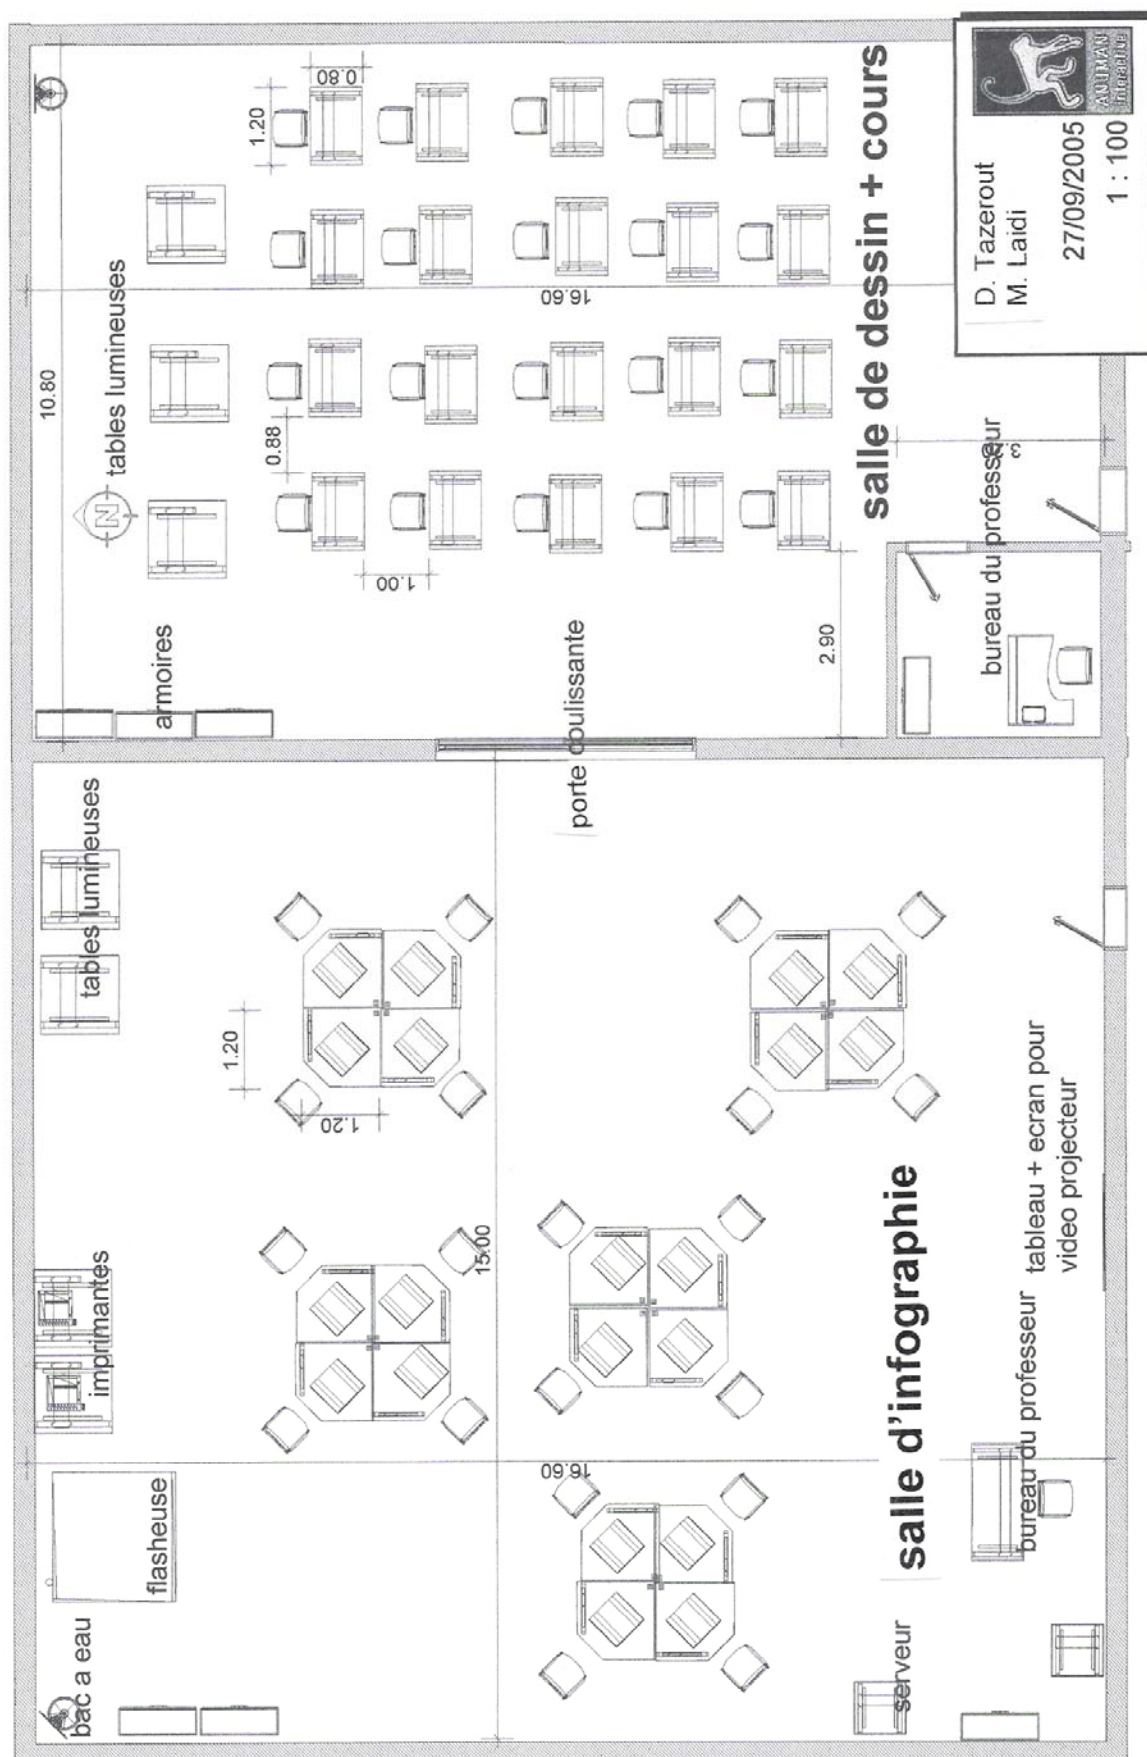 bac a eau
flasheuse
imprimantes
tables lumineuses
armoires
tables lumineuses
N
10.80
1.20
0.80
0.88
1.00
1.20
1.20
15.00
16.60
16.60
porte coulissante
2.90
salle d'infographie
salle de dessin + cours
serveur
bureau du professeur
tableau + ecran pour
video projecteur
bureau du professeur
D. Tazerout
M. Laidi
27/09/2005
1 : 100
ANUMAN
interactive